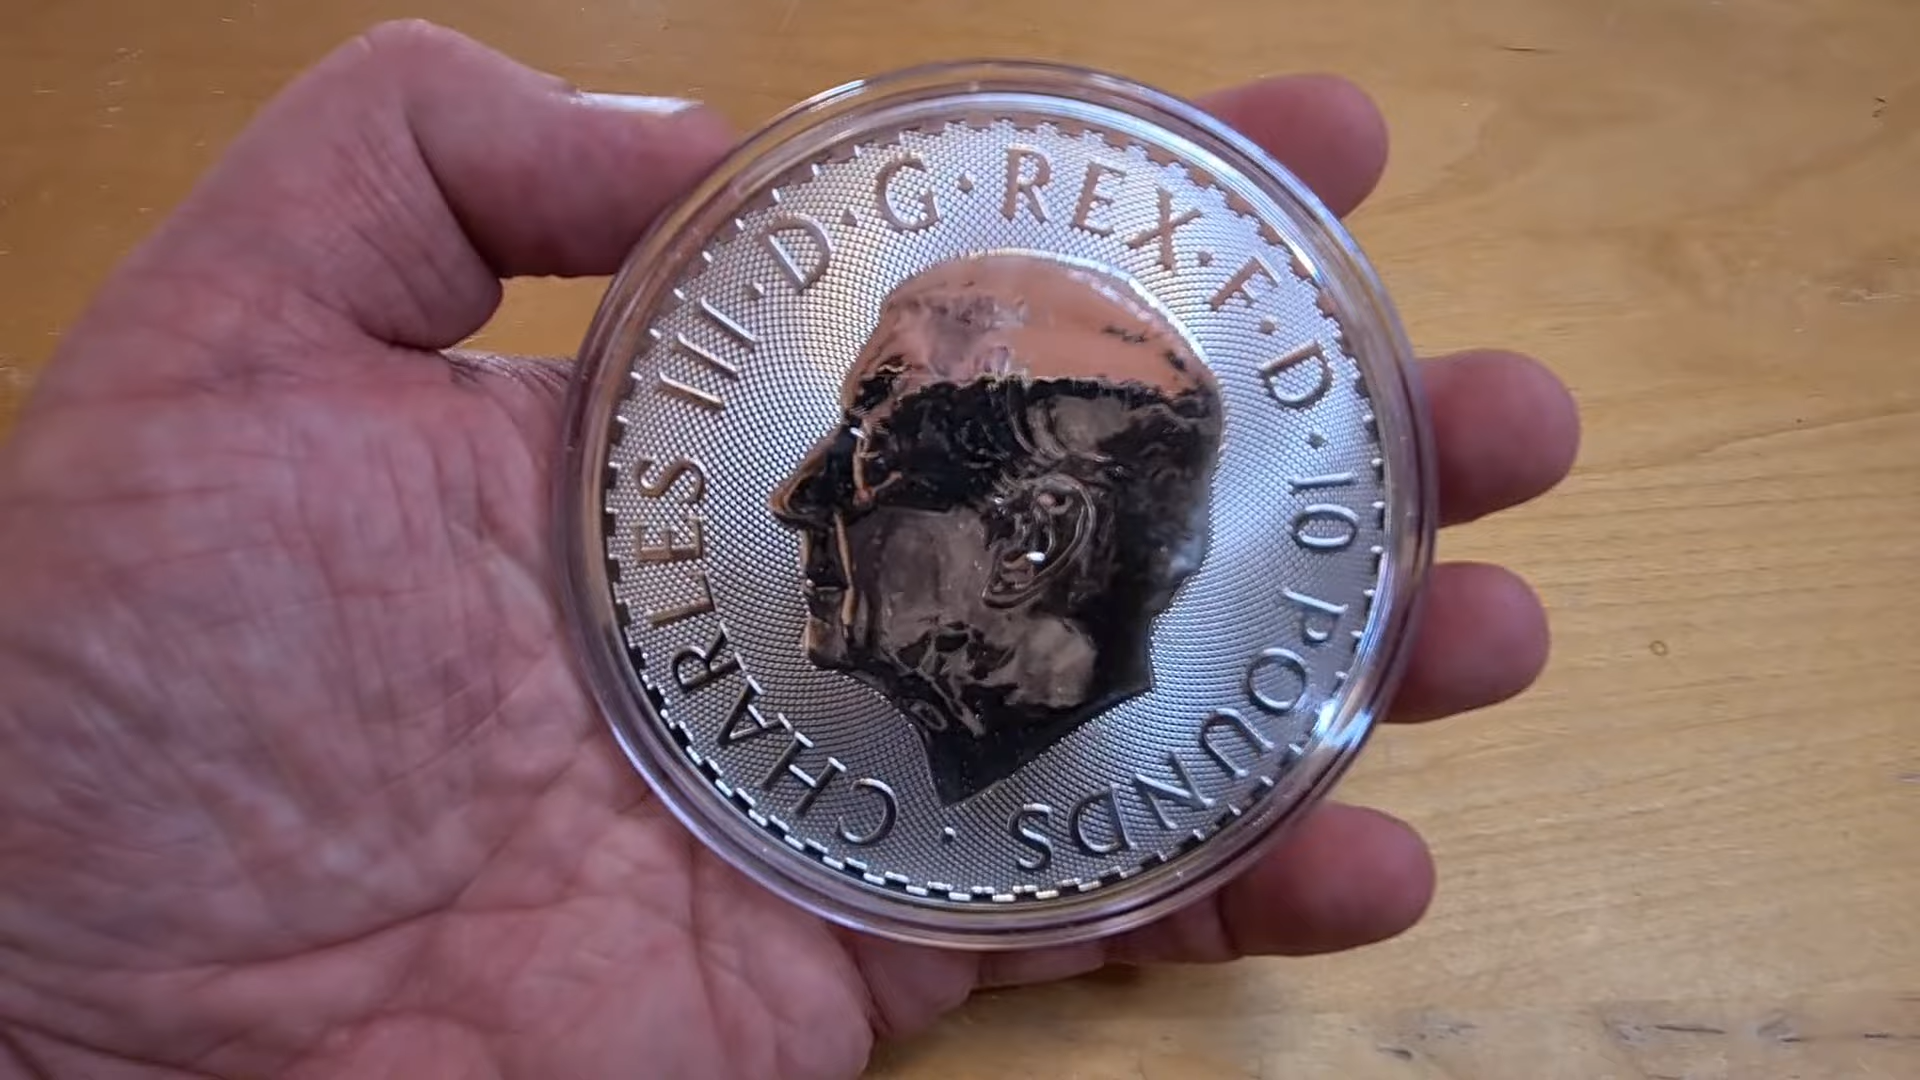 · CHARLES III · D · G · REX · F · D · 10 POUNDS